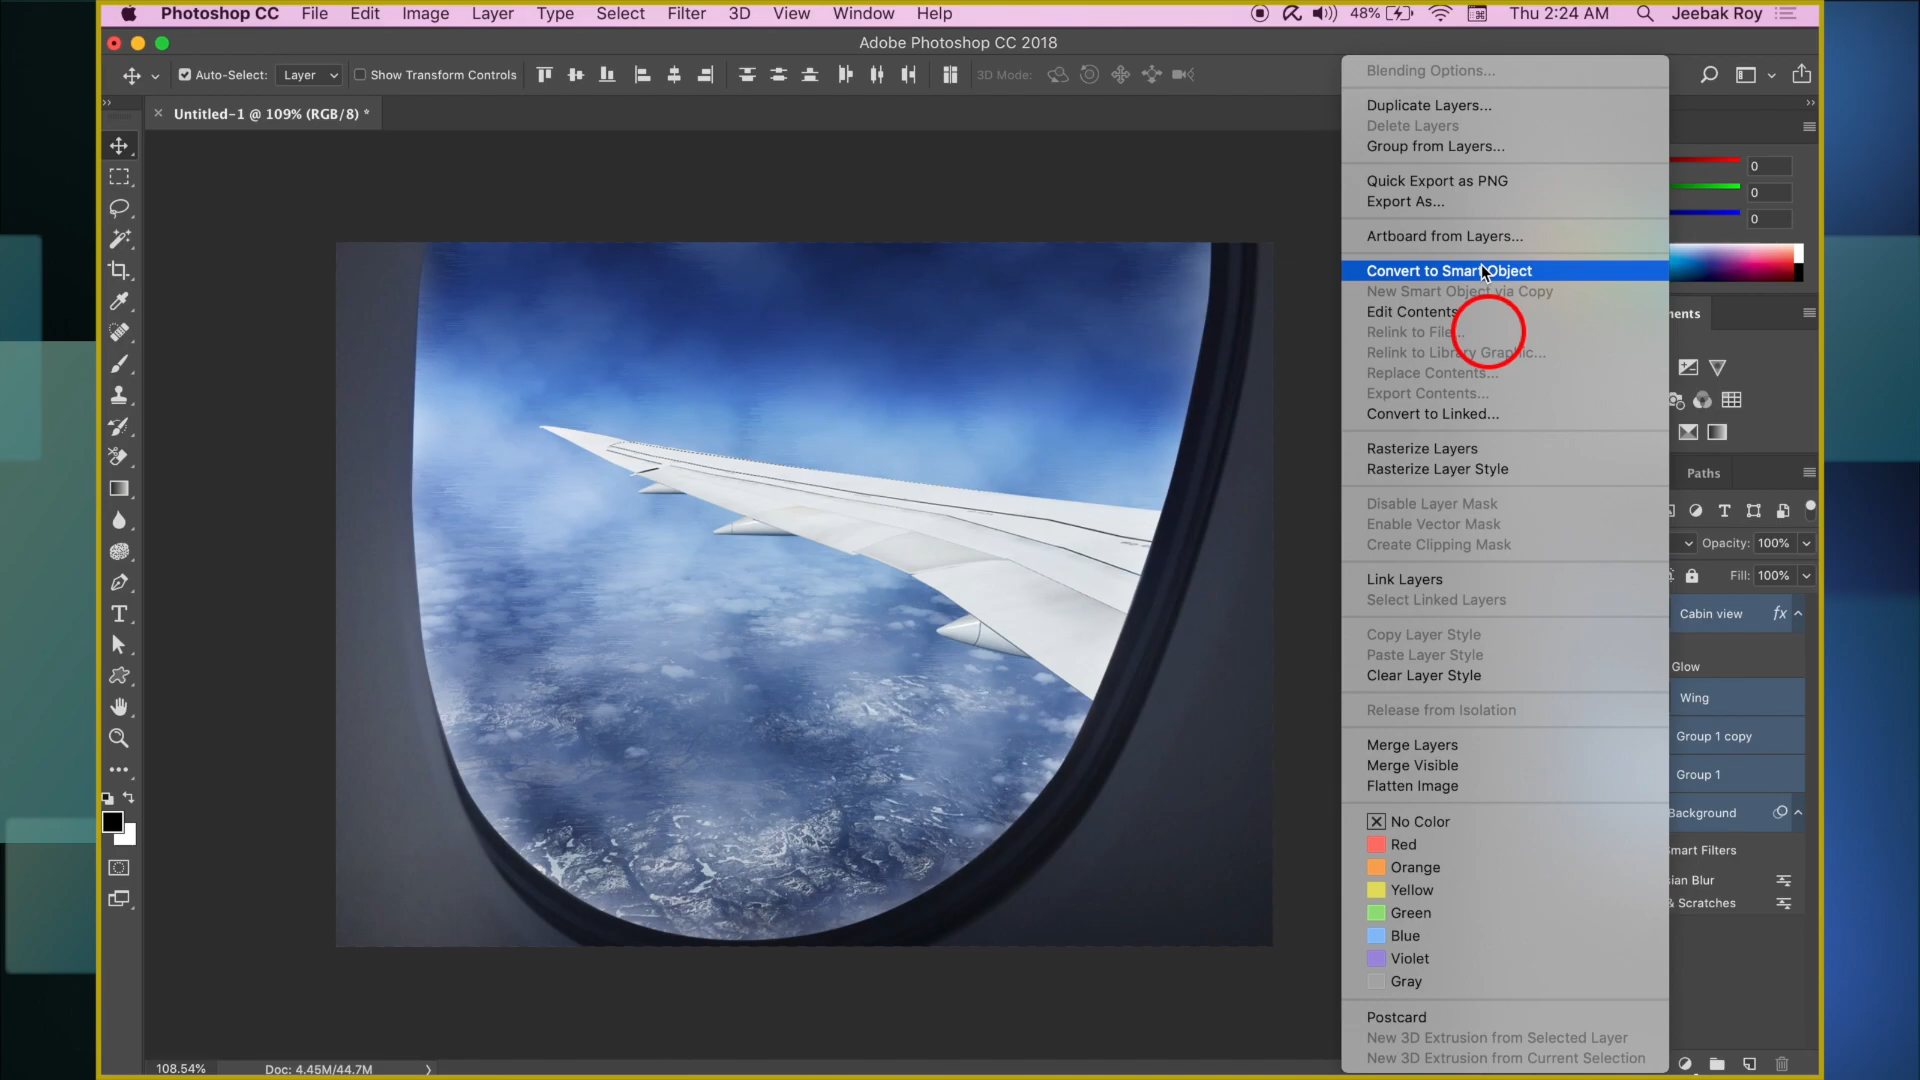 Photoshop CC File Edit Image Layer Type Select Filter 3D View Window Help 48% Thu 2:24 AM Jeebak Roy
Adobe Photoshop CC 2018
Auto-Select: Layer Show Transform Controls 3D Mode:
Untitled-1 @ 109% (RGB/8) *
Blending Options...
Duplicate Layers...
Delete Layers
Group from Layers...
Quick Export as PNG
Export As...
Artboard from Layers...
Convert to Smart Object
New Smart Object via Copy
Edit Contents
Relink to File...
Relink to Library Graphic...
Replace Contents...
Export Contents...
Convert to Linked...
Rasterize Layers
Rasterize Layer Style
Disable Layer Mask
Enable Vector Mask
Create Clipping Mask
Link Layers
Select Linked Layers
Copy Layer Style
Paste Layer Style
Clear Layer Style
Release from Isolation
Merge Layers
Merge Visible
Flatten Image
No Color
Red
Orange
Yellow
Green
Blue
Violet
Gray
Postcard
New 3D Extrusion from Selected Layer
New 3D Extrusion from Current Selection
0
0
0
nents
Paths
Opacity: 100%
Fill: 100%
Cabin view fx
Glow
Wing
Group 1 copy
Group 1
Background
mart Filters
ian Blur
& Scratches
108.54% Doc: 4.45M/44.7M